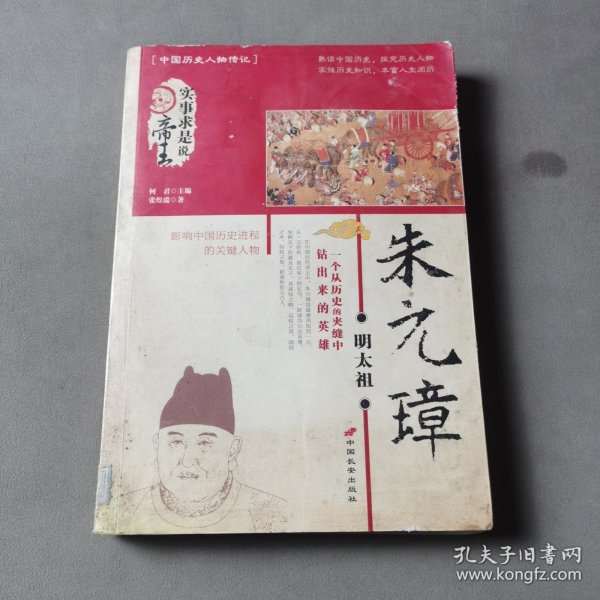 [中国历史人物传记]
熟读中国历史,探究历史人物
掌握历史知识,丰富人生阅历
实事求是说
帝王
何君◎主编
张煜瑞◎著
影响中国历史进程
的关键人物
朱元璋
明太祖
一个从历史的夹缝中
钻出来的英雄
中国长安出版社
孔夫子旧书网
www.kongfz.com